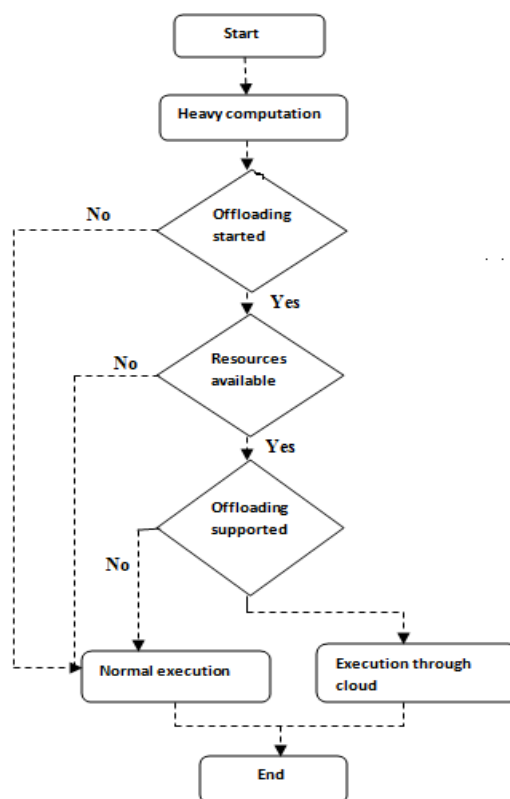 Start
Heavy computation
No
Offloading
started
Yes
No
Resources
available
Yes
Offloading
supported
No
Normal execution
Execution through
cloud
End